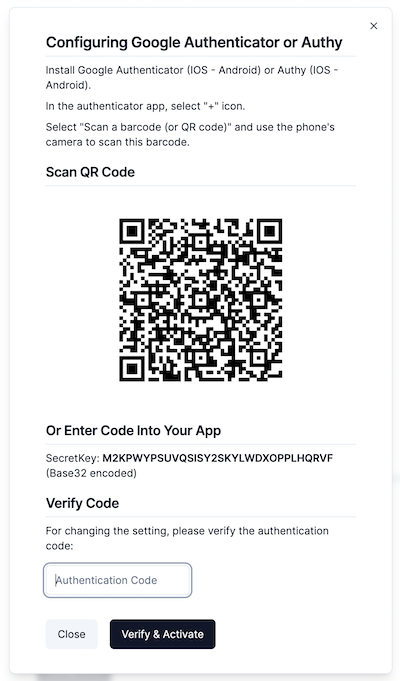 Configuring Google Authenticator or Authy
Install Google Authenticator (IOS - Android) or Authy (IOS -
Android).
In the authenticator app, select "+" icon.
Select "Scan a barcode (or QR code)" and use the phone's
camera to scan this barcode.
Scan QR Code
Or Enter Code Into Your App
SecretKey: M2KPWYPSUVQSISY2SKYLWDXOPPLHQRVF
(Base32 encoded)
Verify Code
For changing the setting, please verify the authentication
code:
Authentication Code
Close
Verify & Activate